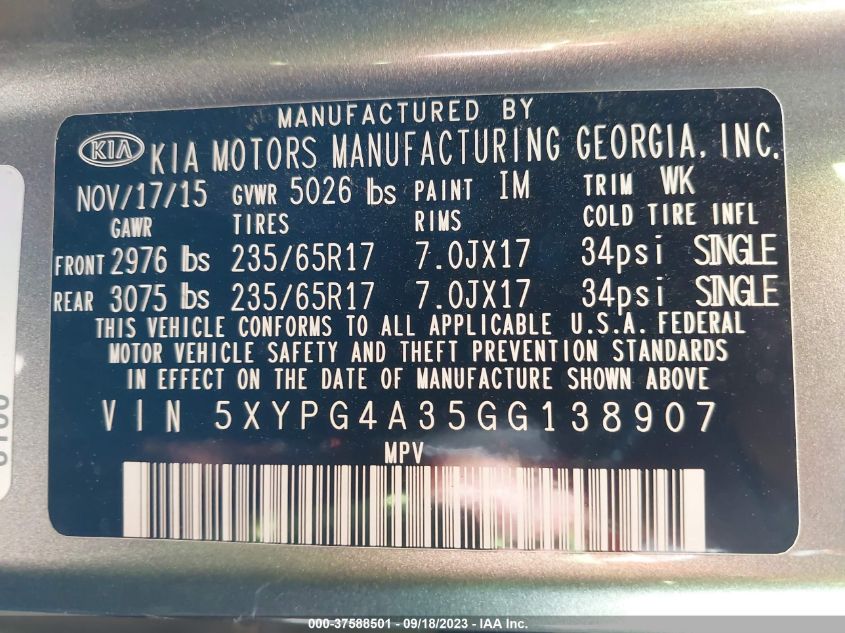 MANUFACTURED BY
KIA KIA MOTORS MANUFACTURING GEORGIA, INC.
NOV/17/15 GVWR 5026 lbs PAINT IM TRIM WK
GAWR TIRES RIMS COLD TIRE INFL
FRONT 2976 lbs 235/65R17 7.0JX17 34psi SINGLE
REAR 3075 lbs 235/65R17 7.0JX17 34psi SINGLE
THIS VEHICLE CONFORMS TO ALL APPLICABLE U.S.A. FEDERAL
MOTOR VEHICLE SAFETY AND THEFT PREVENTION STANDARDS
IN EFFECT ON THE DATE OF MANUFACTURE SHOWN ABOVE
VIN 5XYPG4A35GG138907
MPV
000-37588501 - 09/18/2023 - IAA Inc.